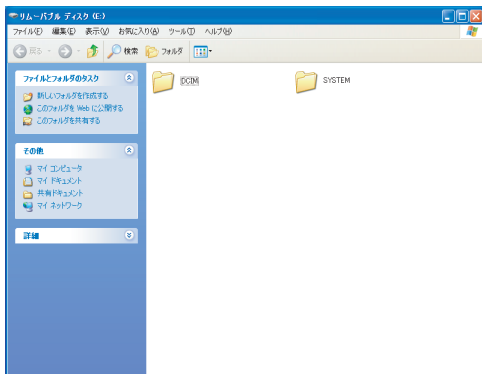 リムーバブル ディスク (E:)
ファイル(F) 編集(E) 表示(V) お気に入り(A) ツール(T) ヘルプ(H)
戻る 検索 フォルダ
ファイルとフォルダのタスク
新しいフォルダを作成する
このフォルダを Web に公開する
このフォルダを共有する
その他
マイ コンピュータ
マイ ドキュメント
共有ドキュメント
マイ ネットワーク
詳細
DCIM SYSTEM